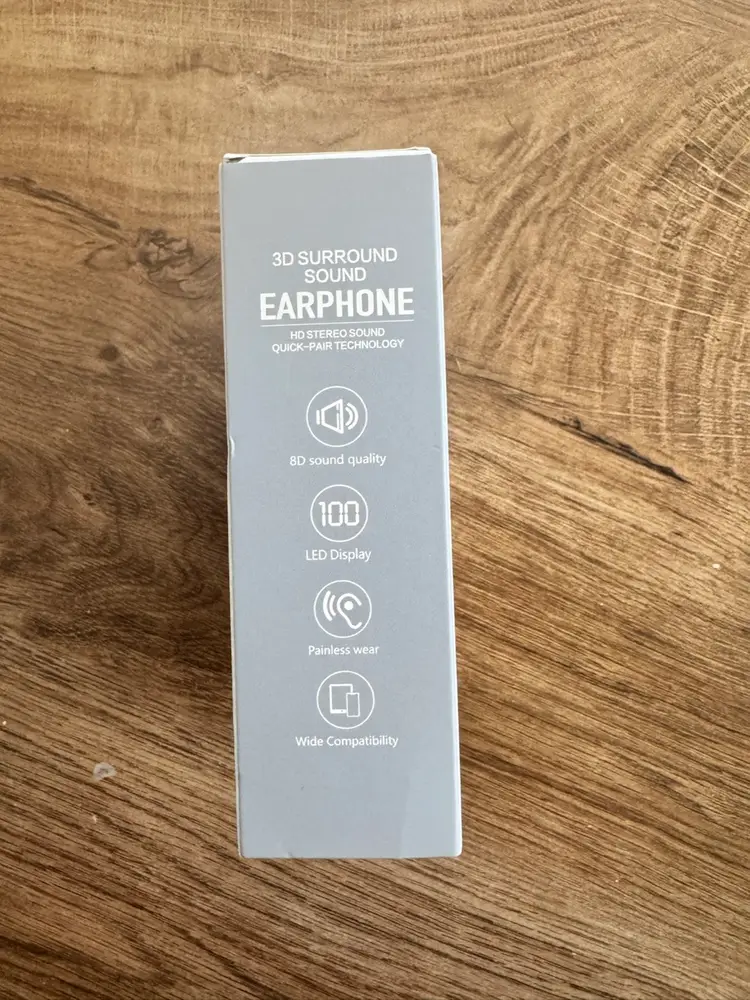 3D SURROUND
SOUND
EARPHONE
HD STEREO SOUND
QUICK-PAIR TECHNOLOGY
8D sound quality
100
LED Display
Painless wear
Wide Compatibility